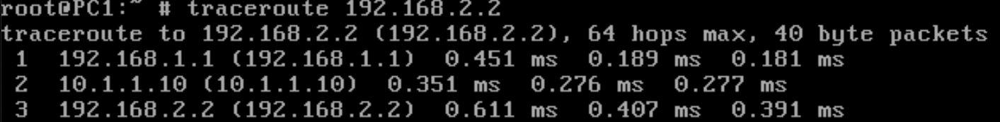 root@PC1:~ # traceroute 192.168.2.2
traceroute to 192.168.2.2 (192.168.2.2), 64 hops max, 40 byte packets
1 192.168.1.1 (192.168.1.1) 0.451 ms 0.189 ms 0.181 ms
2 10.1.1.10 (10.1.1.10) 0.351 ms 0.276 ms 0.277 ms
3 192.168.2.2 (192.168.2.2) 0.611 ms 0.407 ms 0.391 ms